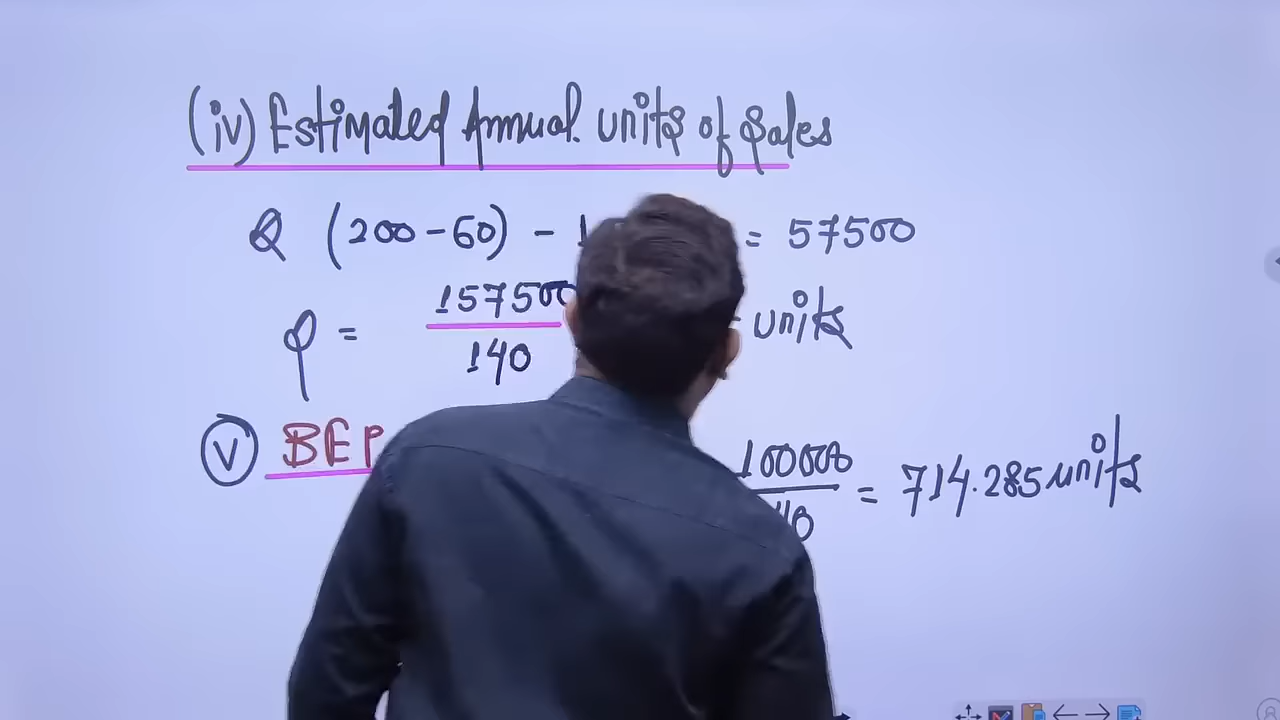 (iv) Estimated Annual. units of sales
Q (200-60) - = 57500
Q = 157500 / 140 units
(v) BEP 100000 = 714.285 units